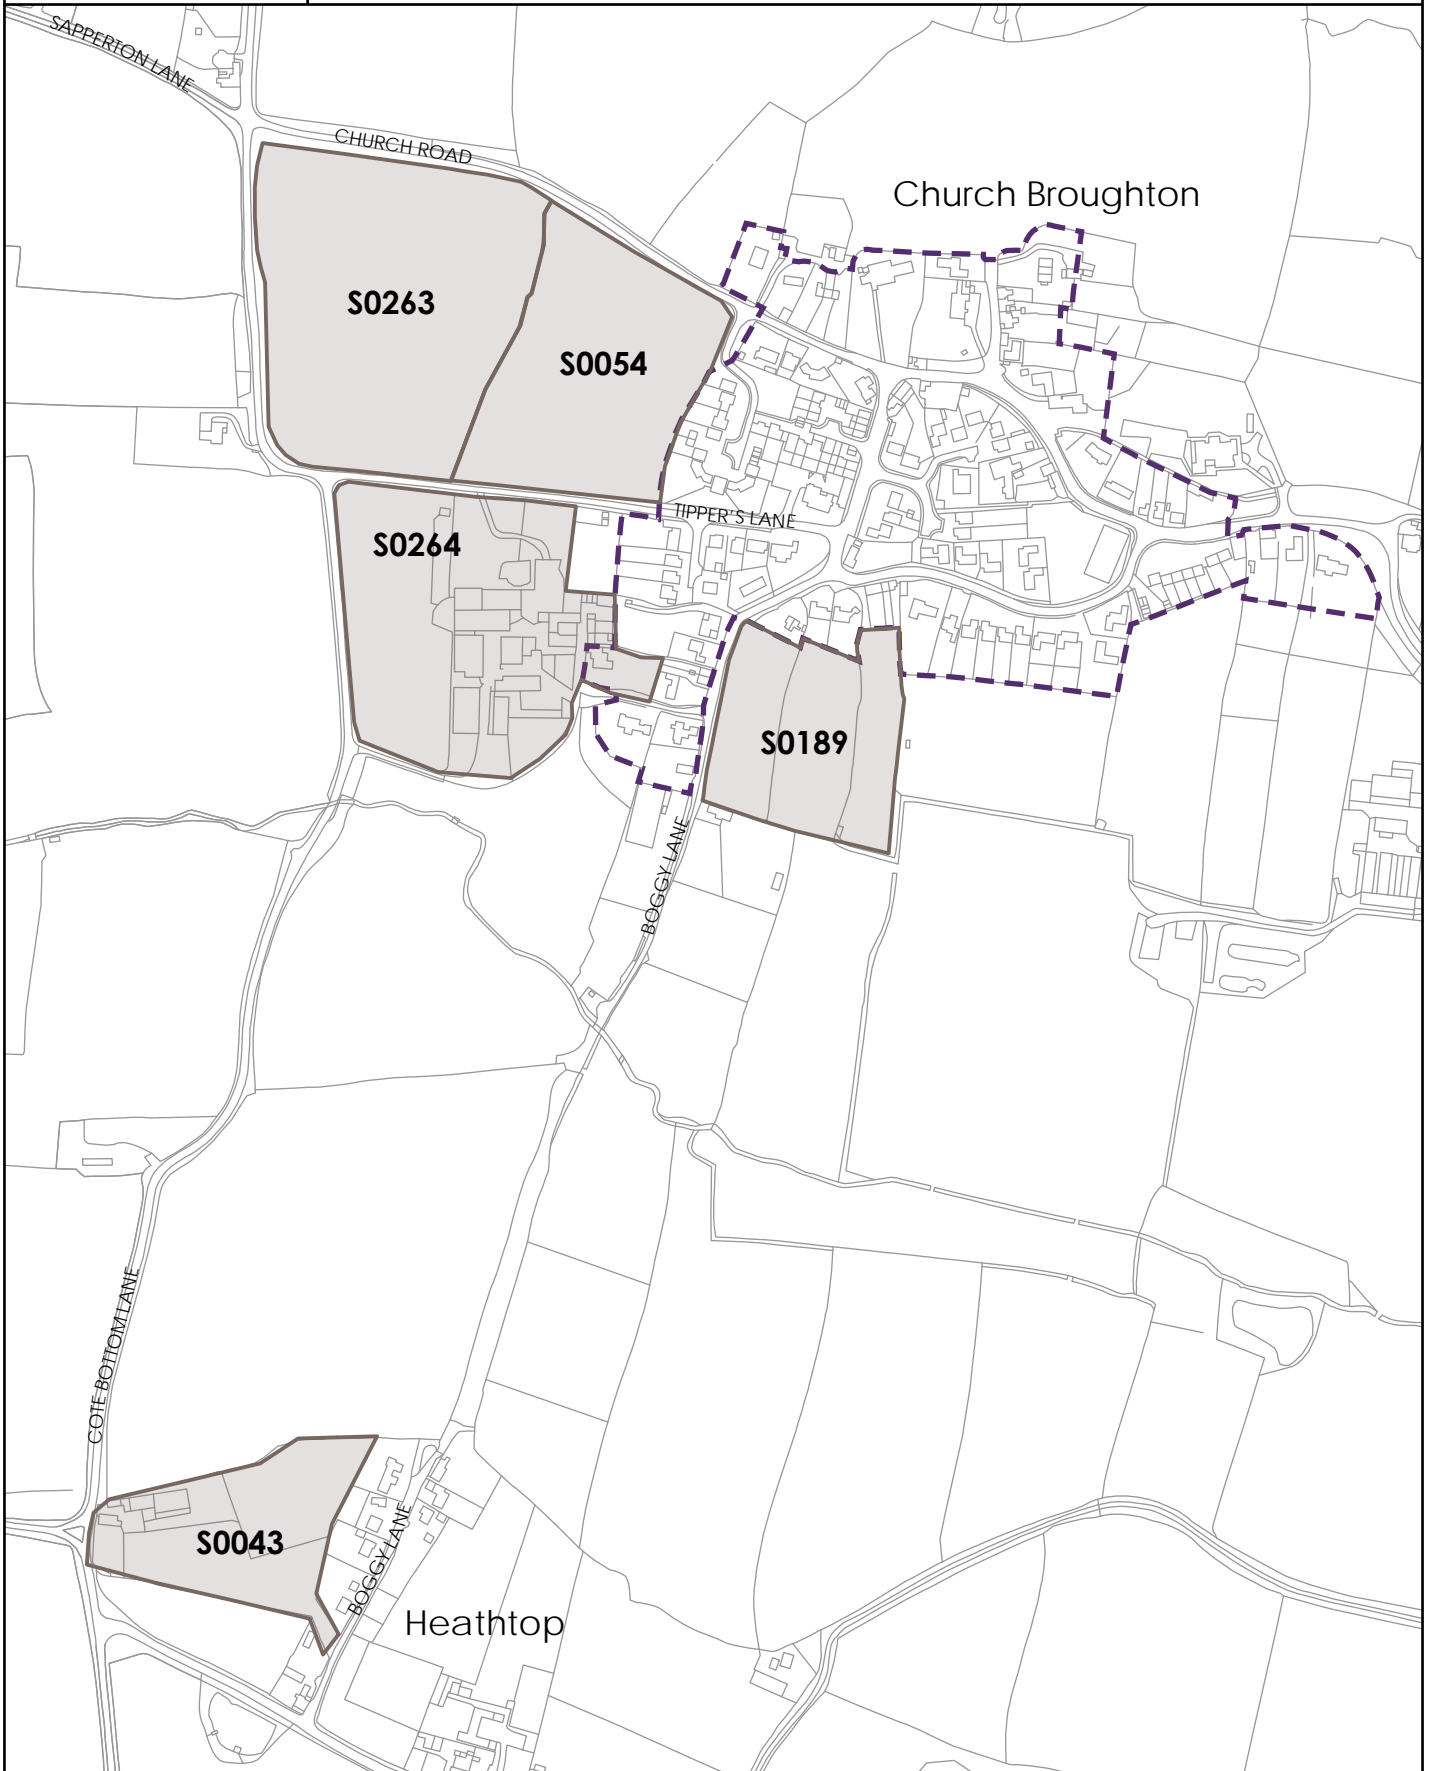 SAPPERTON LANE
CHURCH ROAD
Church Broughton
S0263
S0054
TIPPER'S LANE
S0264
S0189
BOGGY LANE
COTE BOTTOM LANE
S0043
BOGGY LANE
Heathtop